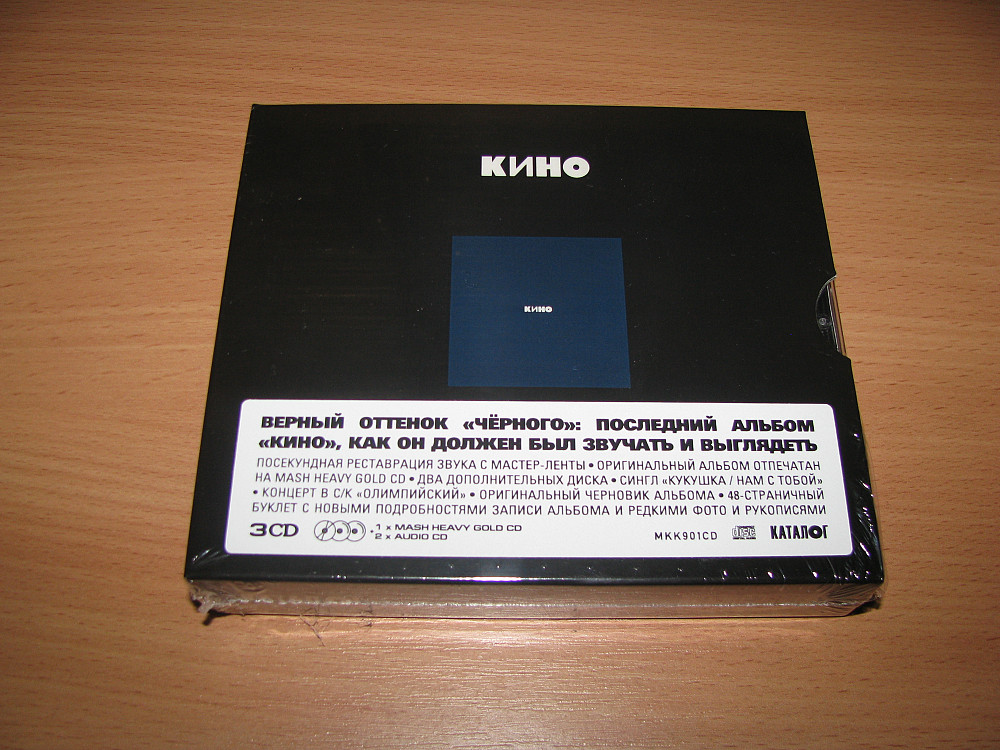 КИНО
КИНО
ВЕРНЫЙ ОТТЕНОК «ЧЁРНОГО»: ПОСЛЕДНИЙ АЛЬБОМ
«КИНО», КАК ОН ДОЛЖЕН БЫЛ ЗВУЧАТЬ И ВЫГЛЯДЕТЬ
ПОСЕКУНДНАЯ РЕСТАВРАЦИЯ ЗВУКА С МАСТЕР-ЛЕНТЫ • ОРИГИНАЛЬНЫЙ АЛЬБОМ ОТПЕЧАТАН
НА MASH HEAVY GOLD CD • ДВА ДОПОЛНИТЕЛЬНЫХ ДИСКА • СИНГЛ «КУКУШКА / НАМ С ТОБОЙ»
• КОНЦЕРТ В С/К «ОЛИМПИЙСКИЙ» • ОРИГИНАЛЬНЫЙ ЧЕРНОВИК АЛЬБОМА • 48-СТРАНИЧНЫЙ
БУКЛЕТ С НОВЫМИ ПОДРОБНОСТЯМИ ЗАПИСИ АЛЬБОМА И РЕДКИМИ ФОТО И РУКОПИСЯМИ
3CD • 1 x MASH HEAVY GOLD CD
• 2 x AUDIO CD
MKK901CD disc КАТАЛОГ